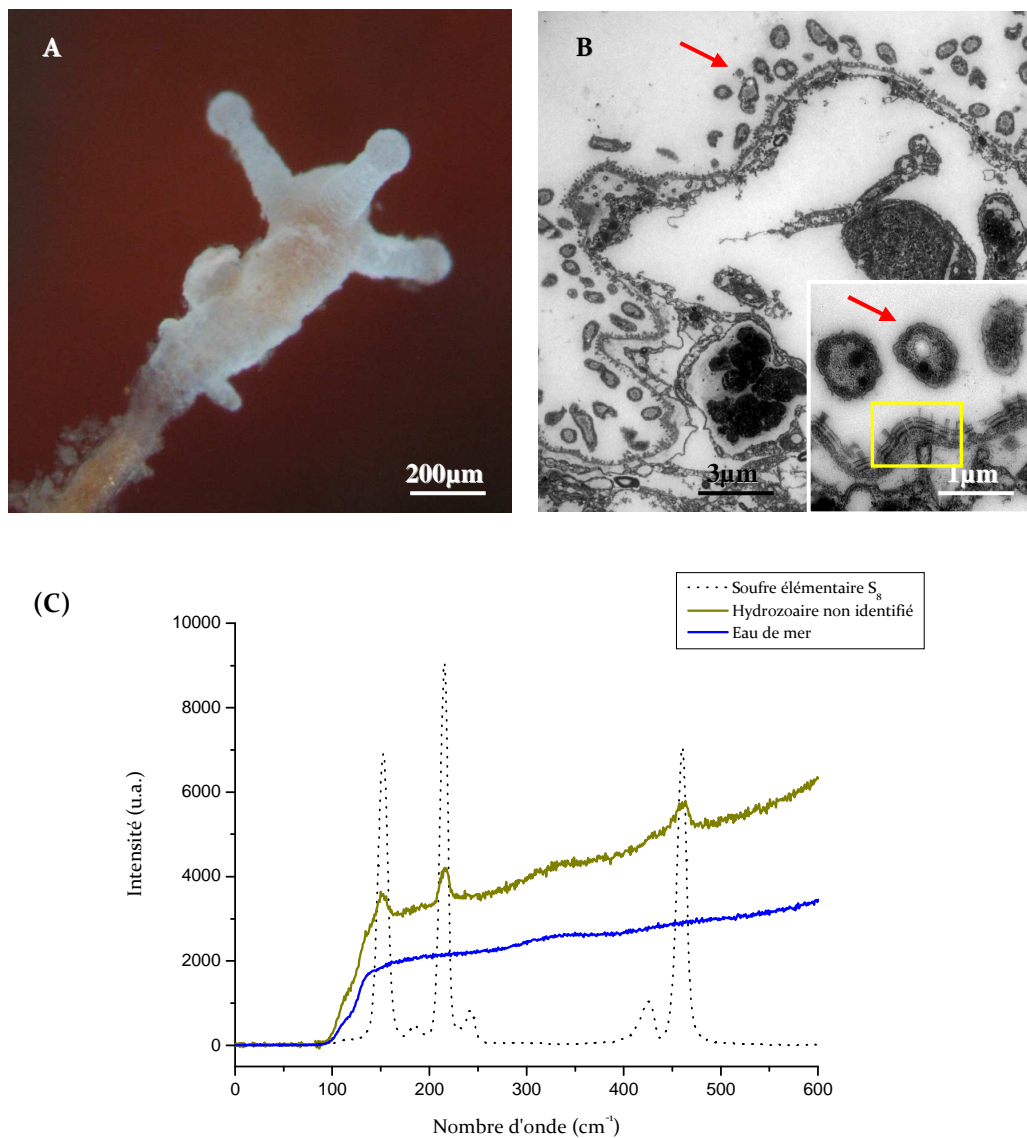 A
B
200µm
3µm
1µm
(C)
Soufre élémentaire S₈
Hydrozoaire non identifié
Eau de mer
10000
8000
6000
4000
2000
0
Intensité (u.a.)
0 100 200 300 400 500 600
Nombre d'onde (cm⁻¹)